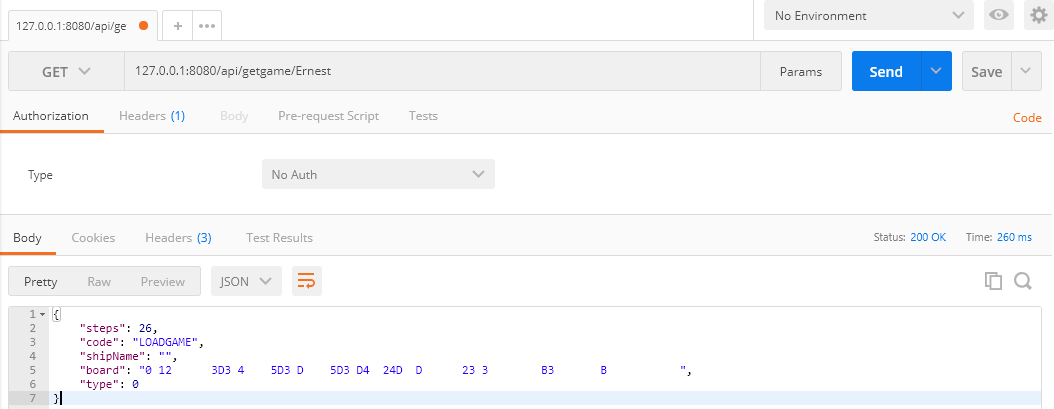 127.0.0.1:8080/api/ge
+
•••
No Environment
GET
127.0.0.1:8080/api/getgame/Ernest
Params
Send
Save
Authorization
Headers (1)
Body
Pre-request Script
Tests
Code
Type
No Auth
Body
Cookies
Headers (3)
Test Results
Status: 200 OK
Time: 260 ms
Pretty
Raw
Preview
JSON
1 {
2     "steps": 26,
3     "code": "LOADGAME",
4     "shipName": "",
5     "board": "0 12      3D3 4    5D3 D    5D3 D4  24D  D      23 3        B3       B           ",
6     "type": 0
7 }